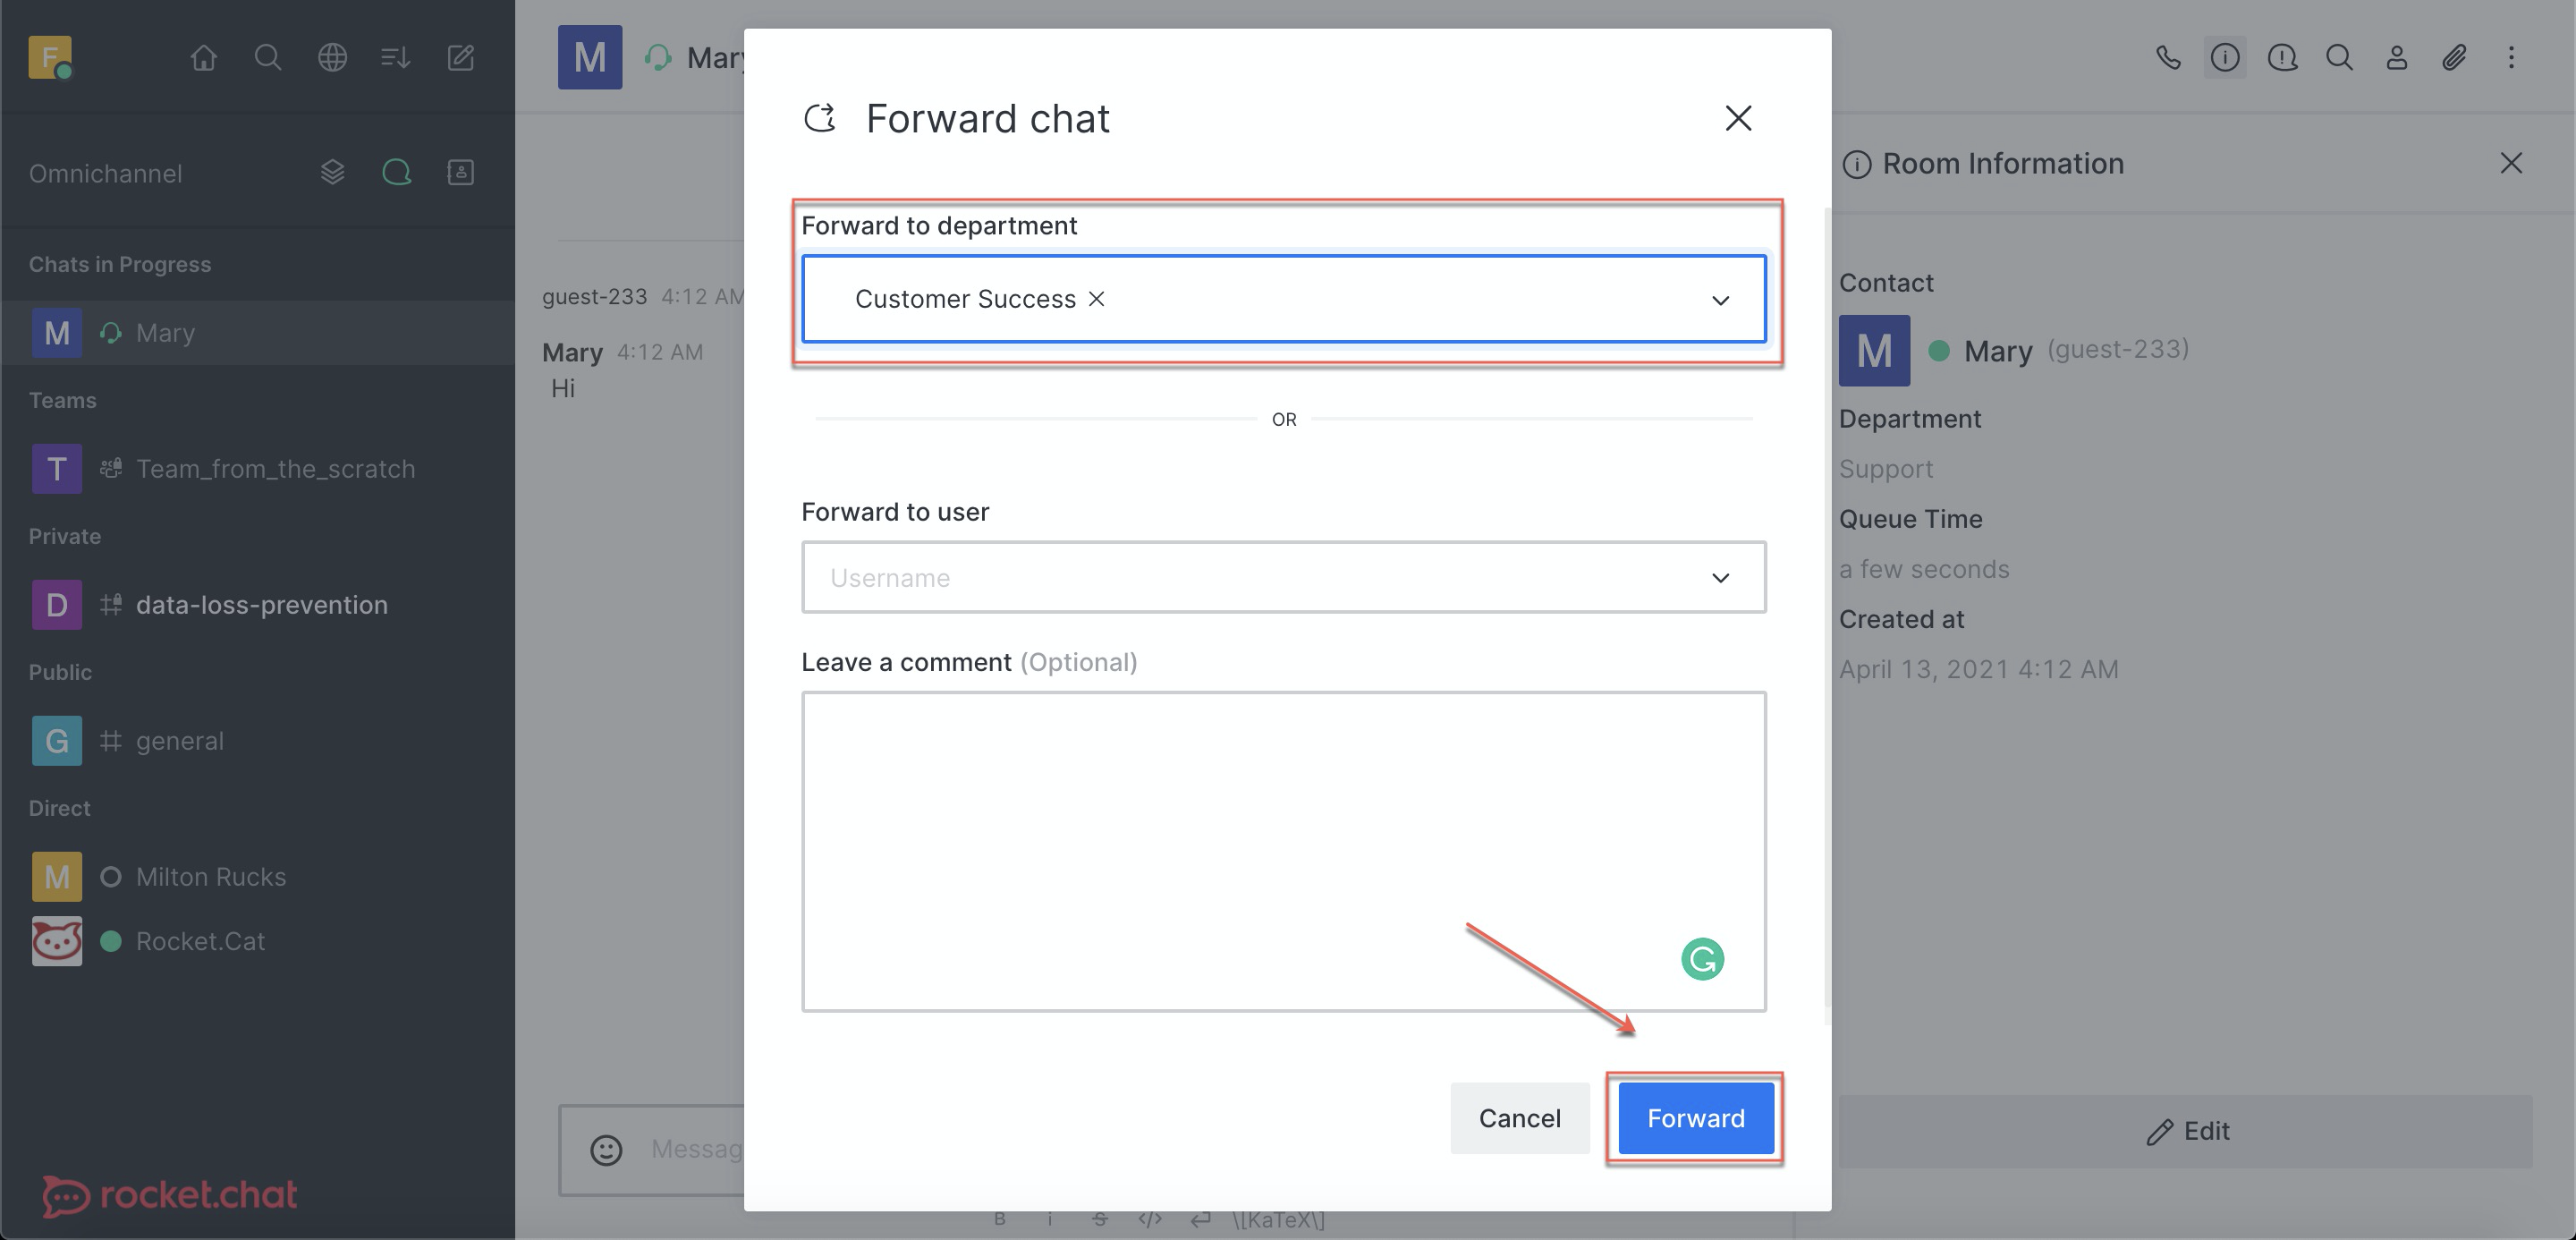 F
Omnichannel
Chats in Progress
M Mary
Teams
T Team_from_the_scratch
Private
D data-loss-prevention
Public
G general
Direct
M Milton Rucks
Rocket.Cat
rocket.chat
M Mary
guest-233 4:12 AM
Mary 4:12 AM
Hi
Messag
B i S </> \[KaTeX\]
Forward chat
Forward to department
Customer Success
OR
Forward to user
Username
Leave a comment (Optional)
Cancel Forward
Room Information
Contact
M Mary (guest-233)
Department
Support
Queue Time
a few seconds
Created at
April 13, 2021 4:12 AM
Edit